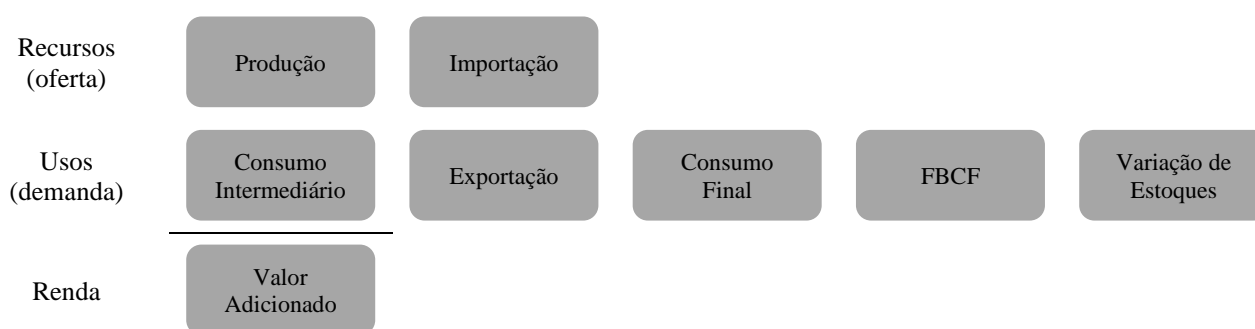 Recursos
(oferta)
Produção
Importação
Usos
(demanda)
Consumo
Intermediário
Exportação
Consumo
Final
FBCF
Variação de
Estoques
Renda
Valor
Adicionado